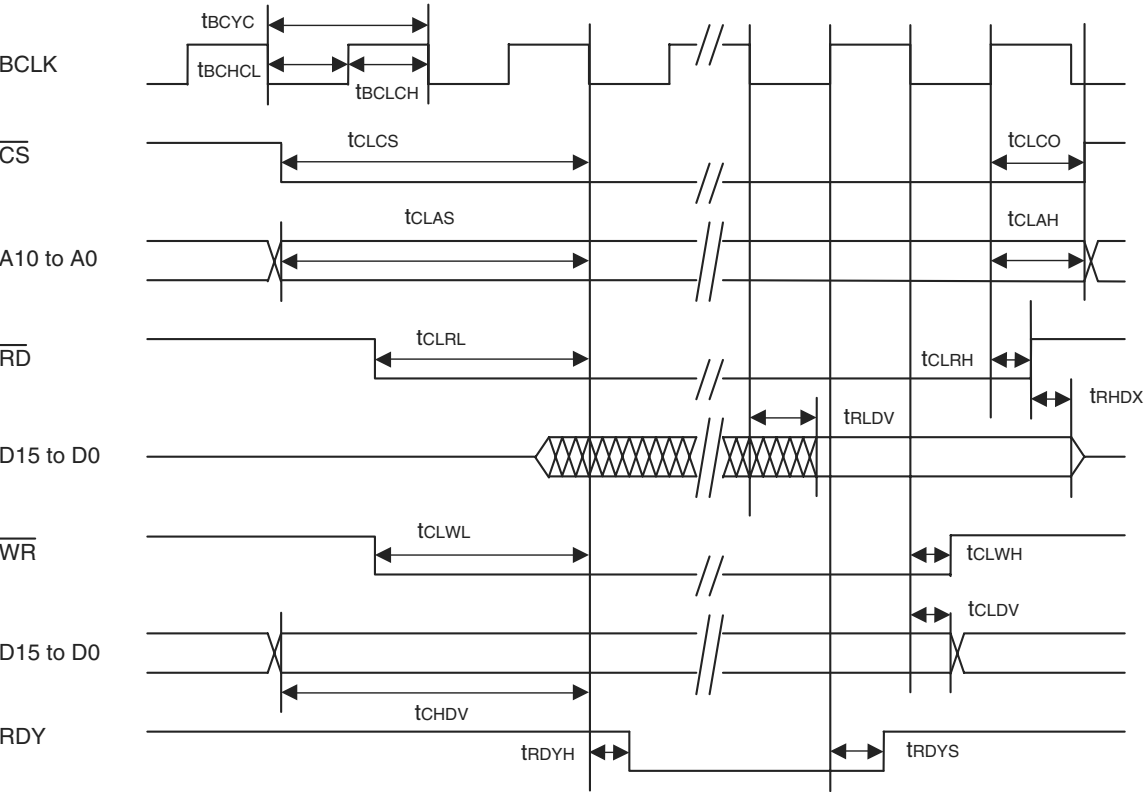 tBCYC
BCLK
tBCHCL
tBCLCH
CS
tCLCS
tCLCO
tCLAS
tCLAH
A10 to A0
tCLRL
RD
tCLRH
tRHDX
tRLDV
D15 to D0
tCLWL
WR
tCLWH
tCLDV
D15 to D0
tCHDV
RDY
tRDYH
tRDYS